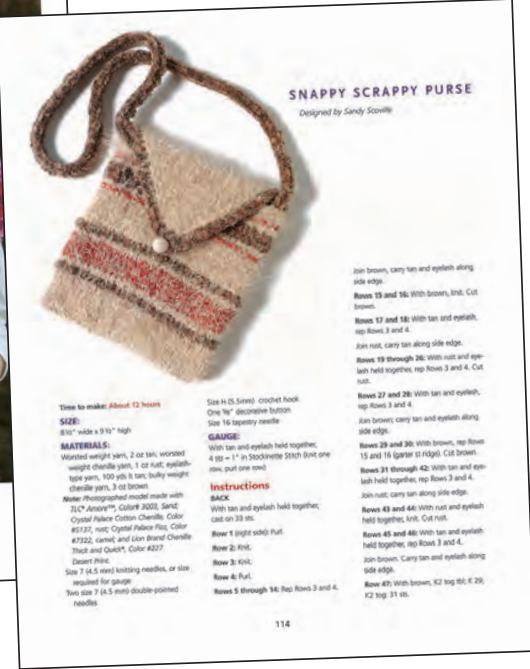 SNAPPY SCRAPPY PURSE
Designed by Sandy Scoville
Time to make: About 12 hours
SIZE:
8½" wide x 9½" high
MATERIALS:
Worsted weight yarn, 2 oz tan; worsted
weight chenille yarn, 1 oz rust; eyelash-
type yarn, 100 yds lt tan; bulky weight
chenille yarn, 3 oz brown
Note: Photographed model made with
TLC® Amore™, Color# 3003, Sand;
Crystal Palace Cotton Chenille, Color
#5137, rust; Crystal Palace Fizz, Color
#7322, camel; and Lion Brand Chenille
Thick and Quick®, Color #227
Desert Print.
Size 7 (4.5 mm) knitting needles, or size
required for gauge
Two size 7 (4.5 mm) double-pointed
needles
Size H (5.5mm) crochet hook
One decorative button
Size 16 tapestry needle
GAUGE:
With tan and eyelash held together,
4 sts = 1" in Stockinette Stitch (knit one
row, purl one row)
Instructions
BACK
With tan and eyelash held together,
cast on 33 sts.
Row 1 (right side): Purl.
Row 2: Knit.
Row 3: Knit.
Row 4: Purl.
Rows 5 through 14: Rep Rows 3 and 4.
Join brown, carry tan and eyelash along
side edge.
Rows 15 and 16: With brown, knit. Cut
brown.
Rows 17 and 18: With tan and eyelash,
rep Rows 3 and 4.
Join rust, carry tan along side edge.
Rows 19 through 26: With rust and eye-
lash held together, rep Rows 3 and 4. Cut
rust.
Rows 27 and 28: With tan and eyelash,
rep Rows 3 and 4.
Join brown; carry tan and eyelash along
side edge.
Rows 29 and 30: With brown, rep Rows
15 and 16 (garter st ridge). Cut brown.
Rows 31 through 42: With tan and eye-
lash held together, rep Rows 3 and 4.
Join rust; carry tan along side edge.
Rows 43 and 44: With rust and eyelash
held together, knit. Cut rust.
Rows 45 and 46: With tan and eyelash
held together, rep Rows 3 and 4.
Join brown. Carry tan and eyelash along
side edge.
Row 47: With brown, K2 tog tbl; K 29;
K2 tog: 31 sts.
114